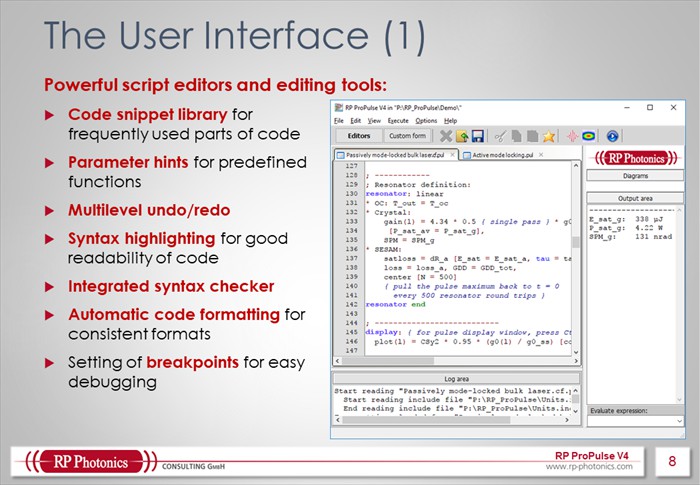 The User Interface (1)
Powerful script editors and editing tools:
Code snippet library for
frequently used parts of code
Parameter hints for predefined
functions
Multilevel undo/redo
Syntax highlighting for good
readability of code
Integrated syntax checker
Automatic code formatting for
consistent formats
Setting of breakpoints for easy
debugging
RP ProPulse V4 in "P:\RP_ProPulse\Demo\"
File Edit View Execute Options Help
Editors Custom form
Passively mode-locked bulk laser.cf.pul Active mode locking.pul
127
128 ; ------------
129 ; Resonator definition:
130 resonator: linear
131 * OC: T_out = T_oc
132 * Crystal:
133 gain(l) = 4.34 * 0.5 { single pass } * g0
134 [P_sat_av = P_sat_g],
135 SPM = SPM_g
136 * SESAM:
137 satloss = dR_a [E_sat = E_sat_a, tau = ta
138 loss = loss_a, GDD = GDD_tot,
139 center [N = 500]
140 { pull the pulse maximum back to t = 0
141 every 500 resonator round trips }
142 resonator end
143
144 ; -------------------------
145 display: { for pulse display window, press Ct
146 plot(l) = CSy2 * 0.95 * (g0(l) / g0_ss) [co
147
RP Photonics
Diagrams
Output area
E_sat_g: 338 µJ
P_sat_g: 4.22 W
SPM_g: 131 nrad
Evaluate expression:
Log area
Start reading "Passively mode-locked bulk laser.cf.p
Start reading include file "P:\RP_ProPulse\Units.
End reading include file "P:\RP_ProPulse\Units.inc
RP Photonics CONSULTING GMBH
RP ProPulse V4
www.rp-photonics.com
8